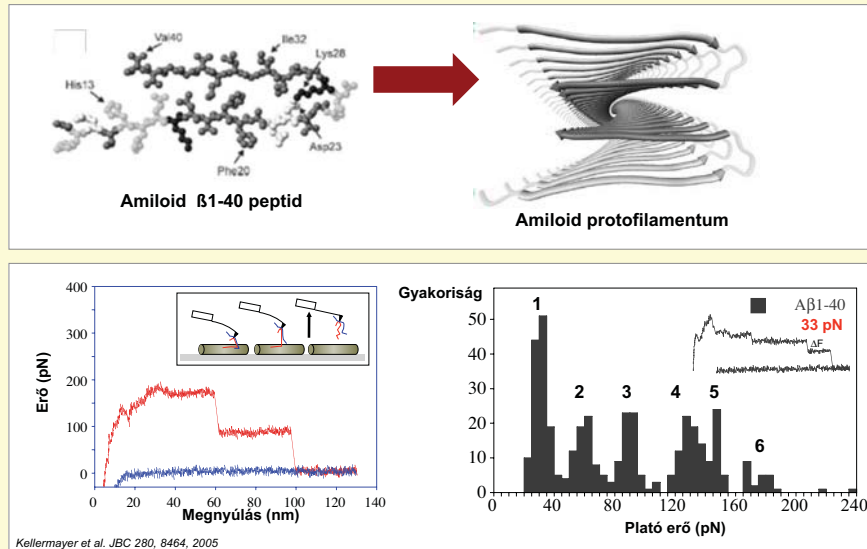 Val40
Ile32
Lys28
His13
Asp23
Phe20
Amiloid ß1-40 peptid
Amiloid protofilamentum
400
300
200
100
0
Erő (pN)
0 20 40 60 80 100 120 140
Megnyúlás (nm)
Gyakoriság
50
40
30
20
10
0
1
2
3
4
5
6
Aβ1-40
33 pN
ΔF
0 40 80 120 160 200 240
Plató erő (pN)
Kellermayer et al. JBC 280, 8464, 2005